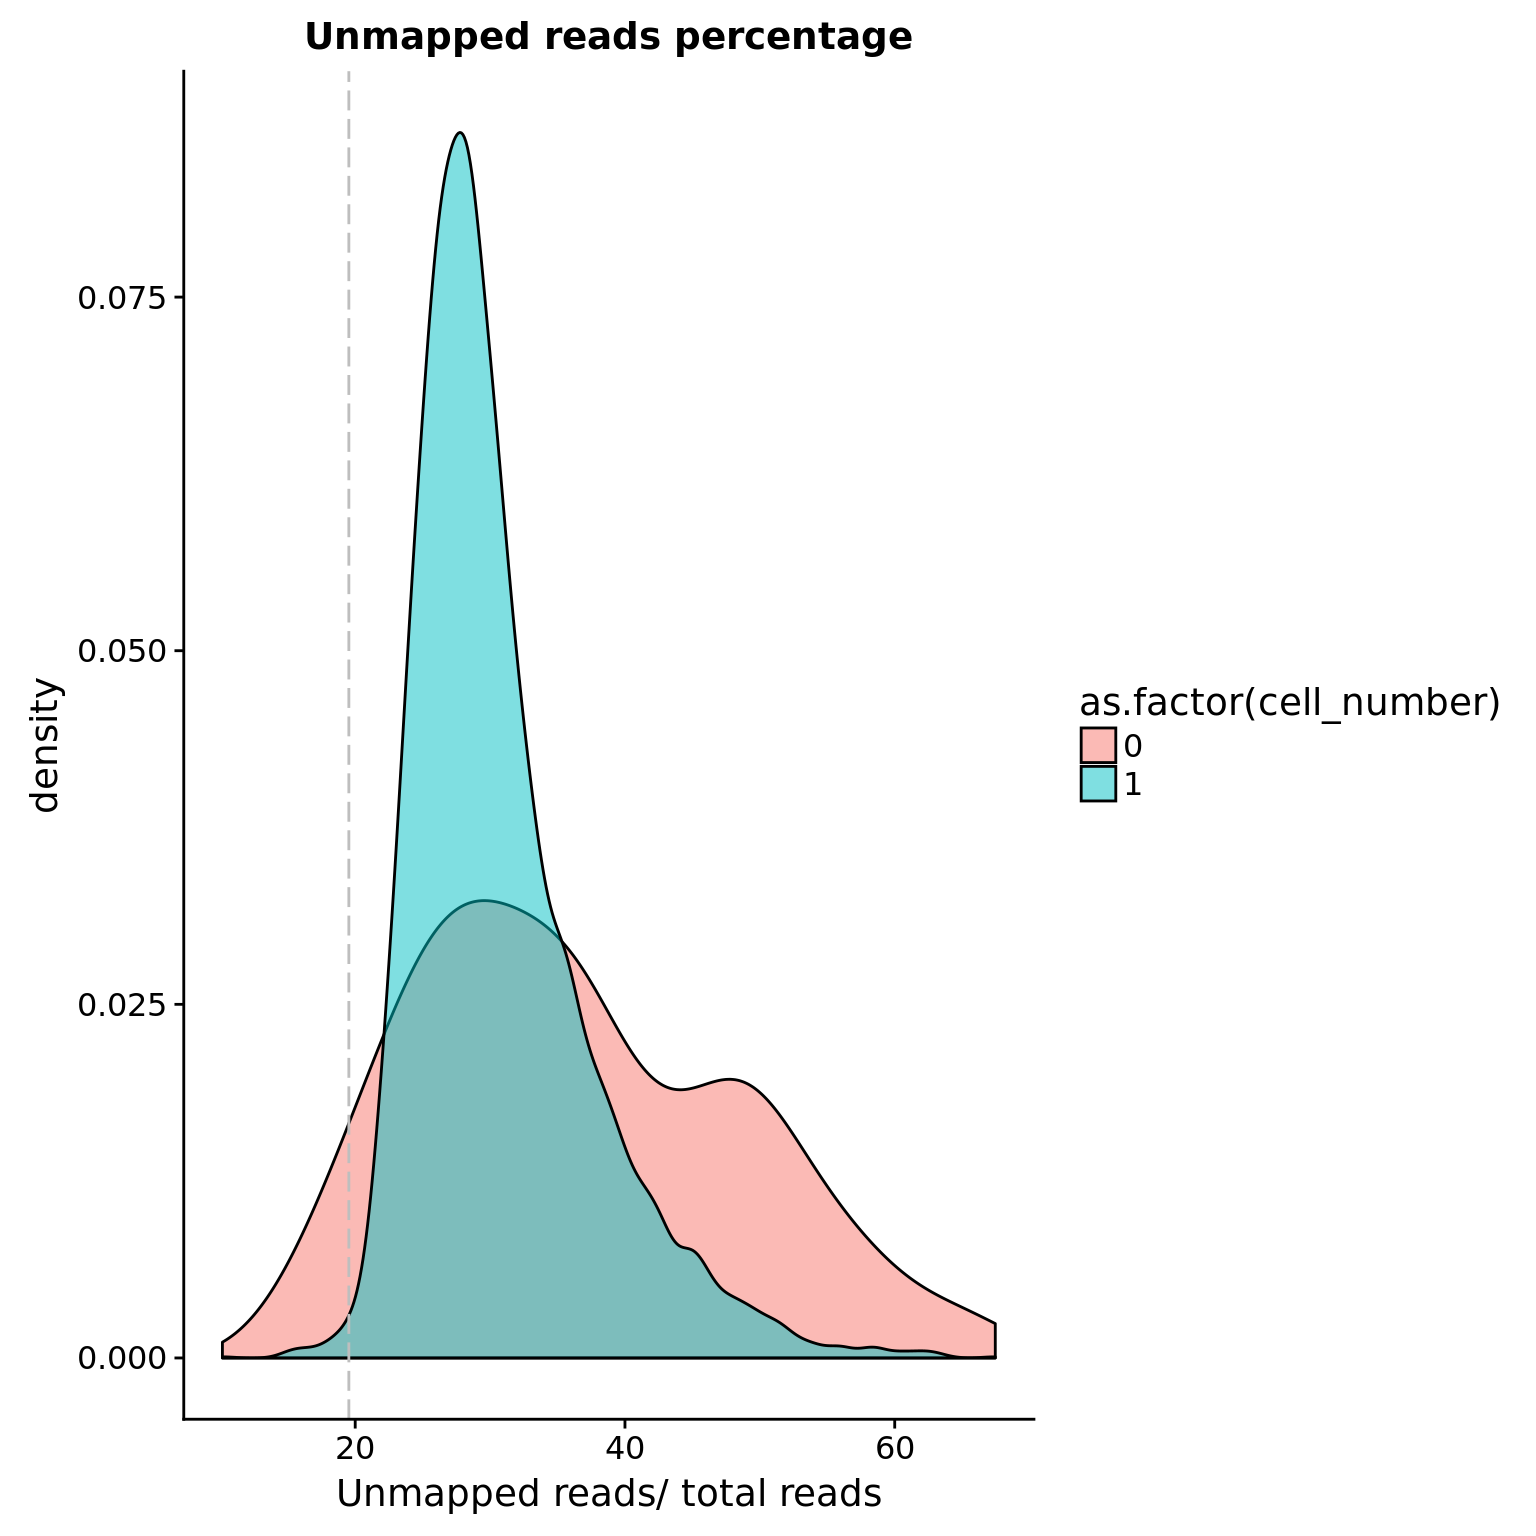 Unmapped reads percentage
0.075
0.050
0.025
0.000
density
20 40 60
Unmapped reads/ total reads
as.factor(cell_number)
0
1